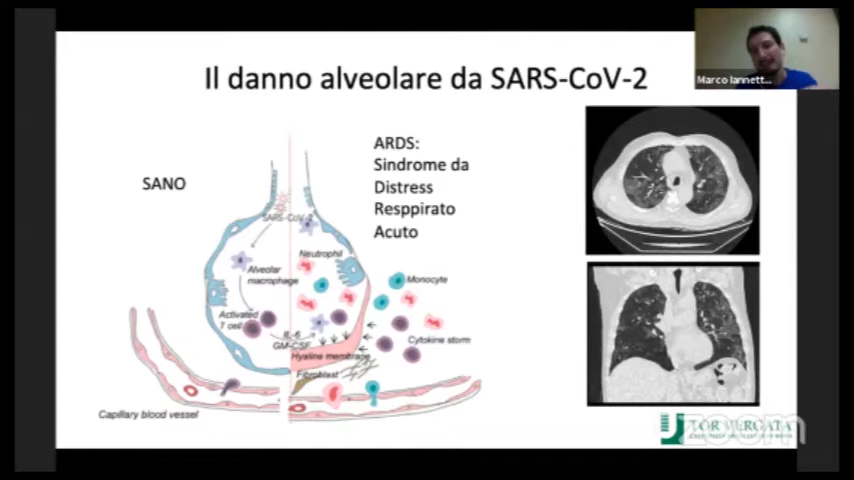 Marco Iannett...
Il danno alveolare da SARS-CoV-2
SANO
ARDS:
Sindrome da
Distress
Resppirato
Acuto
SARS-CoV-2
Neutrophil
Alveolar
macrophage
Monocyte
Activated
T cell
IL-6
GM-CSF
Cytokine storm
Hyaline membrane
Fibroblast
Capillary blood vessel
TOR VERGATA
zoom